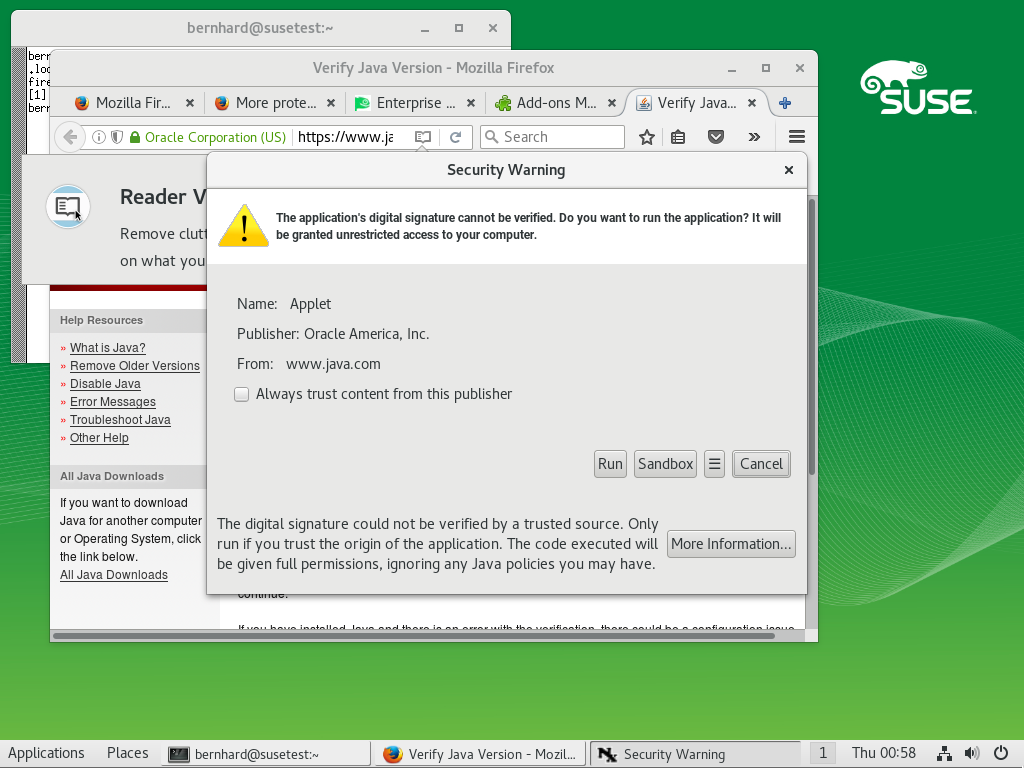 bernhard@susetest:~
bern
.loc
fire
[1]
bern
Verify Java Version - Mozilla Firefox
Mozilla Fir...
More prote...
Enterprise ...
Add-ons M...
Verify Java...
Oracle Corporation (US)
https://www.ja
Search
Reader V
Remove clutt
on what you
Security Warning
The application's digital signature cannot be verified. Do you want to run the application? It will
be granted unrestricted access to your computer.
Name: Applet
Publisher: Oracle America, Inc.
From: www.java.com
Always trust content from this publisher
Run
Sandbox
Cancel
The digital signature could not be verified by a trusted source. Only
run if you trust the origin of the application. The code executed will
be given full permissions, ignoring any Java policies you may have.
More Information...
Help Resources
» What is Java?
» Remove Older Versions
» Disable Java
» Error Messages
» Troubleshoot Java
» Other Help
All Java Downloads
If you want to download
Java for another computer
or Operating System, click
the link below.
All Java Downloads
continue.
If you have installed Java and there is an error with the verification, there could be a configuration issue
SUSE
Applications
Places
bernhard@susetest:~
Verify Java Version - Mozil...
Security Warning
1
Thu 00:58